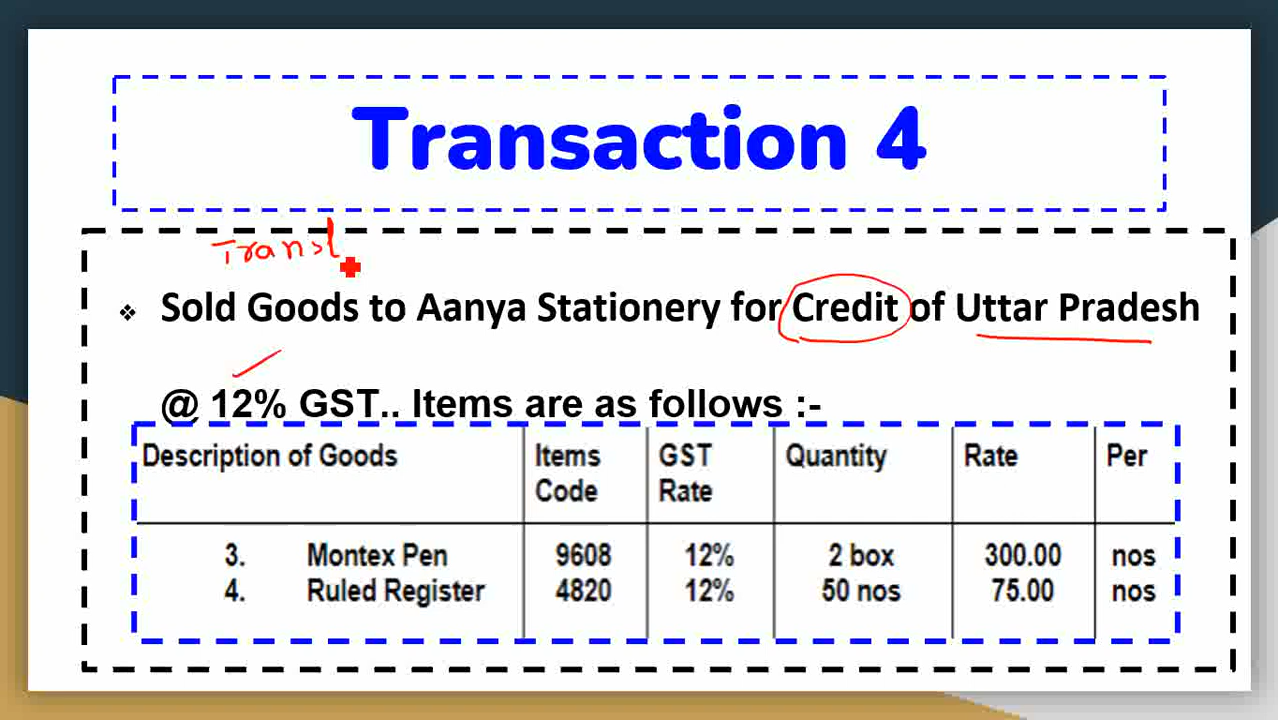 Transaction 4
Transl
❖ Sold Goods to Aanya Stationery for Credit of Uttar Pradesh
@ 12% GST.. Items are as follows :-
Description of Goods Items Code GST Rate Quantity Rate Per
3. Montex Pen 9608 12% 2 box 300.00 nos
4. Ruled Register 4820 12% 50 nos 75.00 nos